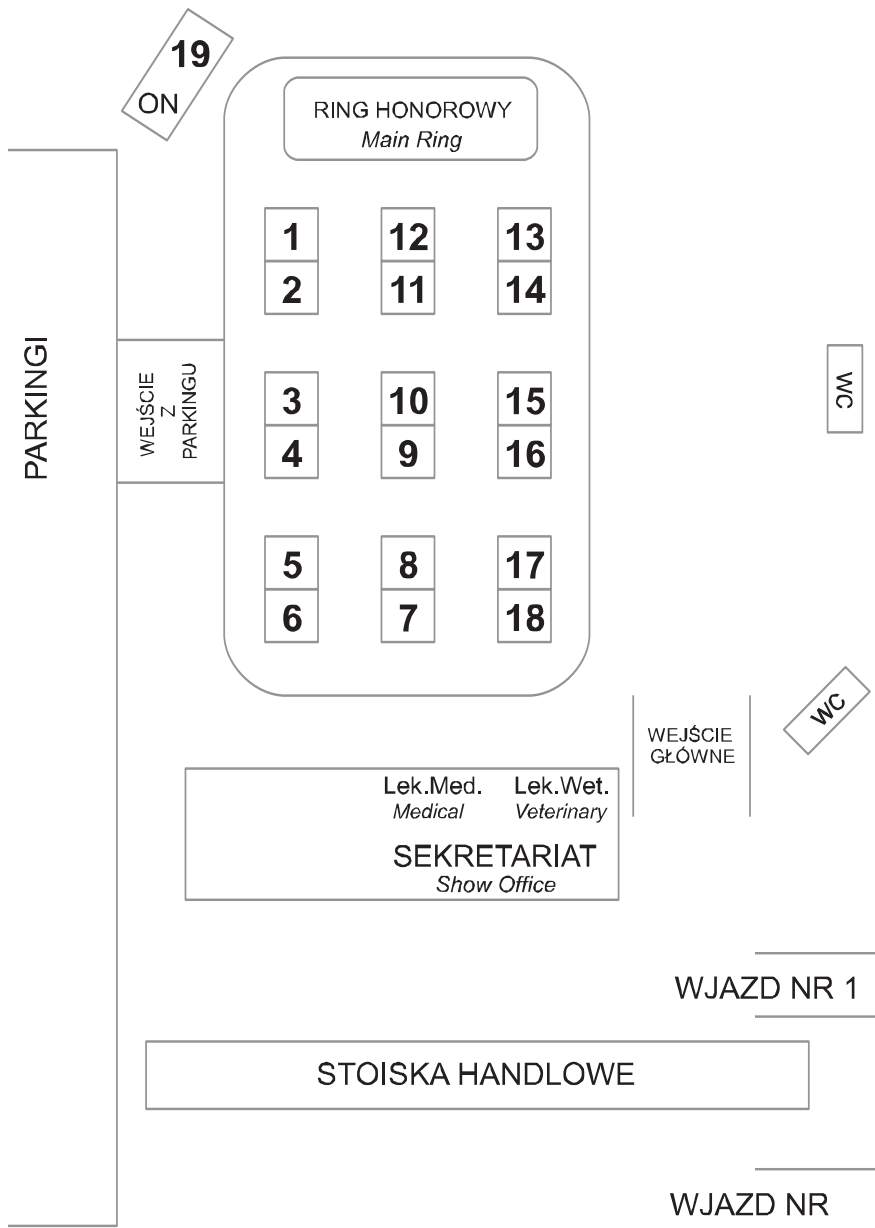 19
ON
RING HONOROWY
Main Ring
1 12 13
2 11 14
PARKINGI
WEJŚCIE
Z
PARKINGU
3 10 15
4 9 16
WC
5 8 17
6 7 18
WC
WEJŚCIE
GŁÓWNE
Lek.Med. Lek.Wet.
Medical Veterinary
SEKRETARIAT
Show Office
WJAZD NR 1
STOISKA HANDLOWE
WJAZD NR